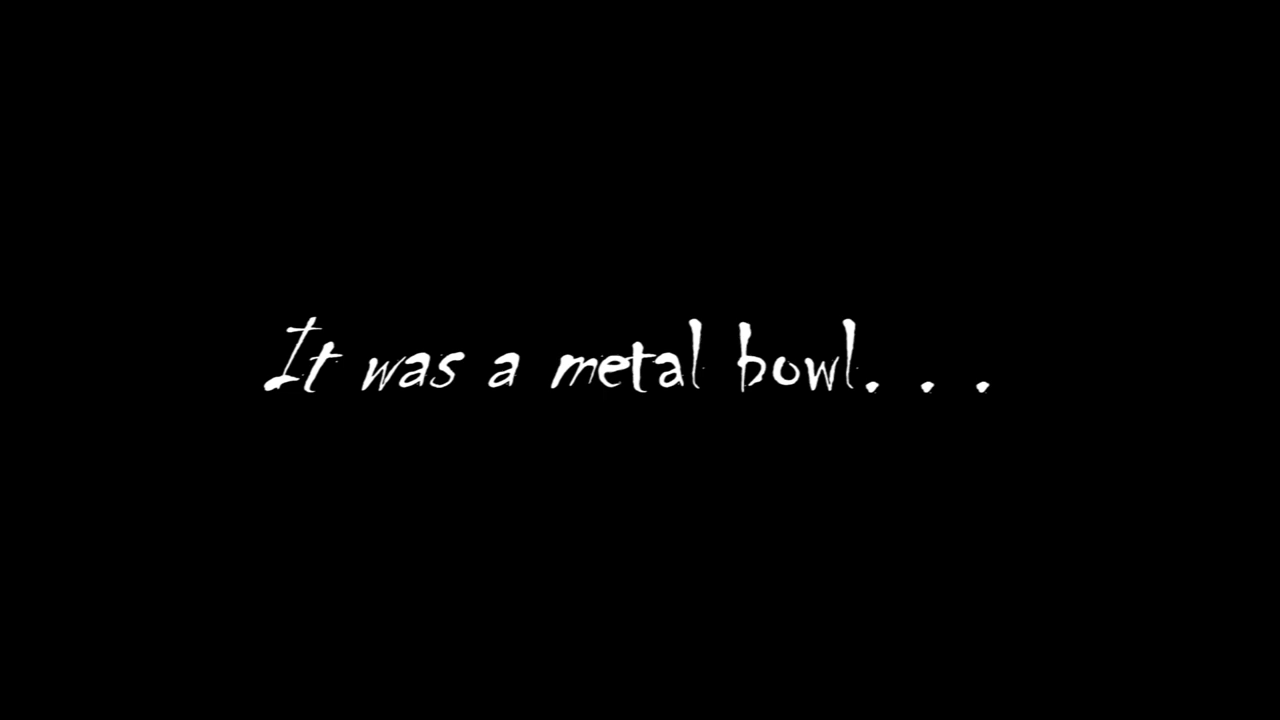 It was a metal bowl. . .